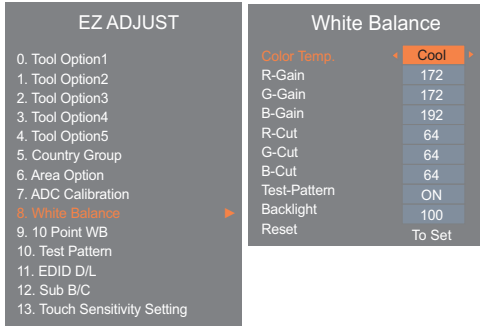 EZ ADJUST
0. Tool Option1
1. Tool Option2
2. Tool Option3
3. Tool Option4
4. Tool Option5
5. Country Group
6. Area Option
7. ADC Calibration
8. White Balance
9. 10 Point WB
10. Test Pattern
11. EDID D/L
12. Sub B/C
13. Touch Sensitivity Setting
White Balance
Color Temp. Cool
R-Gain 172
G-Gain 172
B-Gain 192
R-Cut 64
G-Cut 64
B-Cut 64
Test-Pattern ON
Backlight 100
Reset To Set